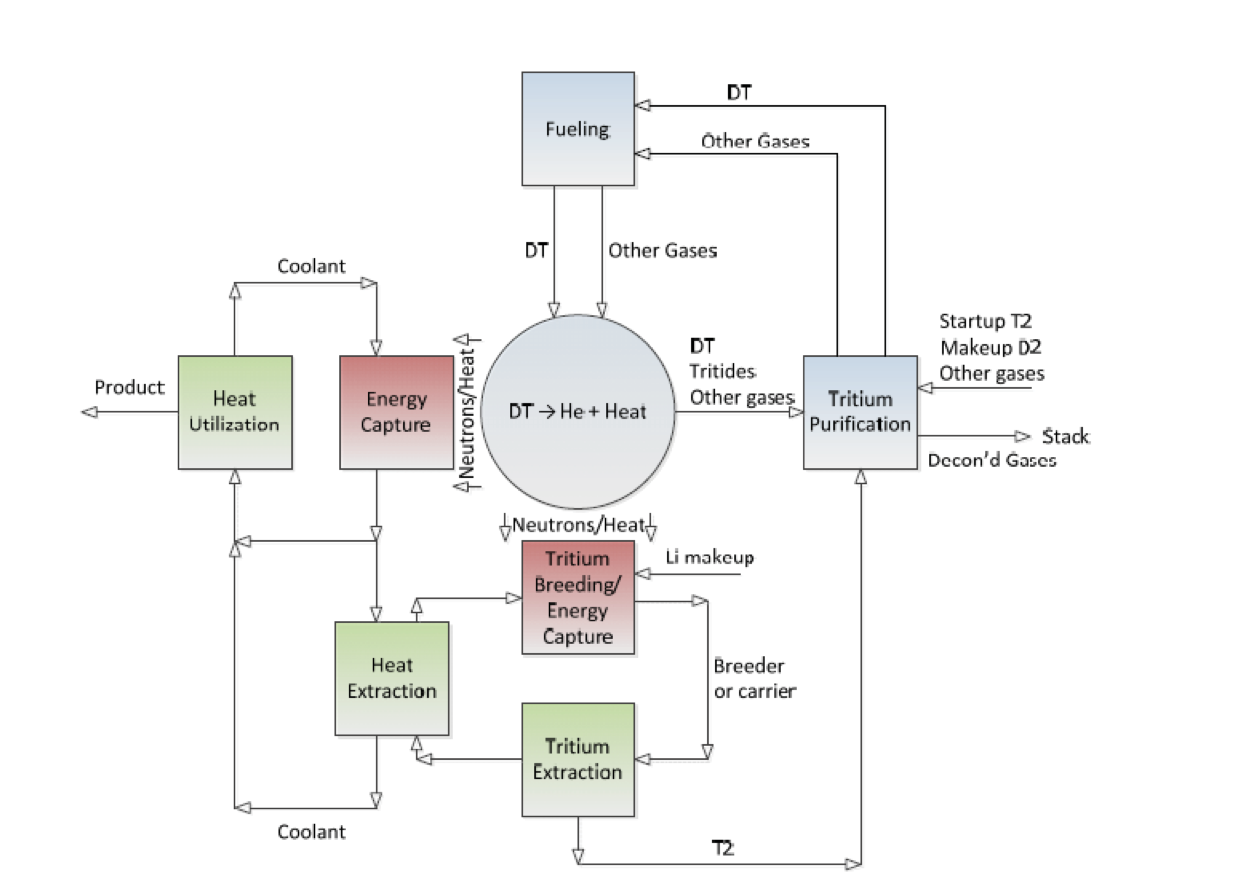 DT
Fueling
Other Gases
DT
Other Gases
Coolant
Startup T2
Makeup D2
Other gases
DT
Tritides
Other gases
Product
Heat
Utilization
Energy
Capture
Neutrons/Heat
DT → He + Heat
Tritium
Purification
Stack
Decon'd Gases
Neutrons/Heat
Tritium
Breeding/
Energy
Capture
Li makeup
Heat
Extraction
Breeder
or carrier
Tritium
Extraction
Coolant
T2